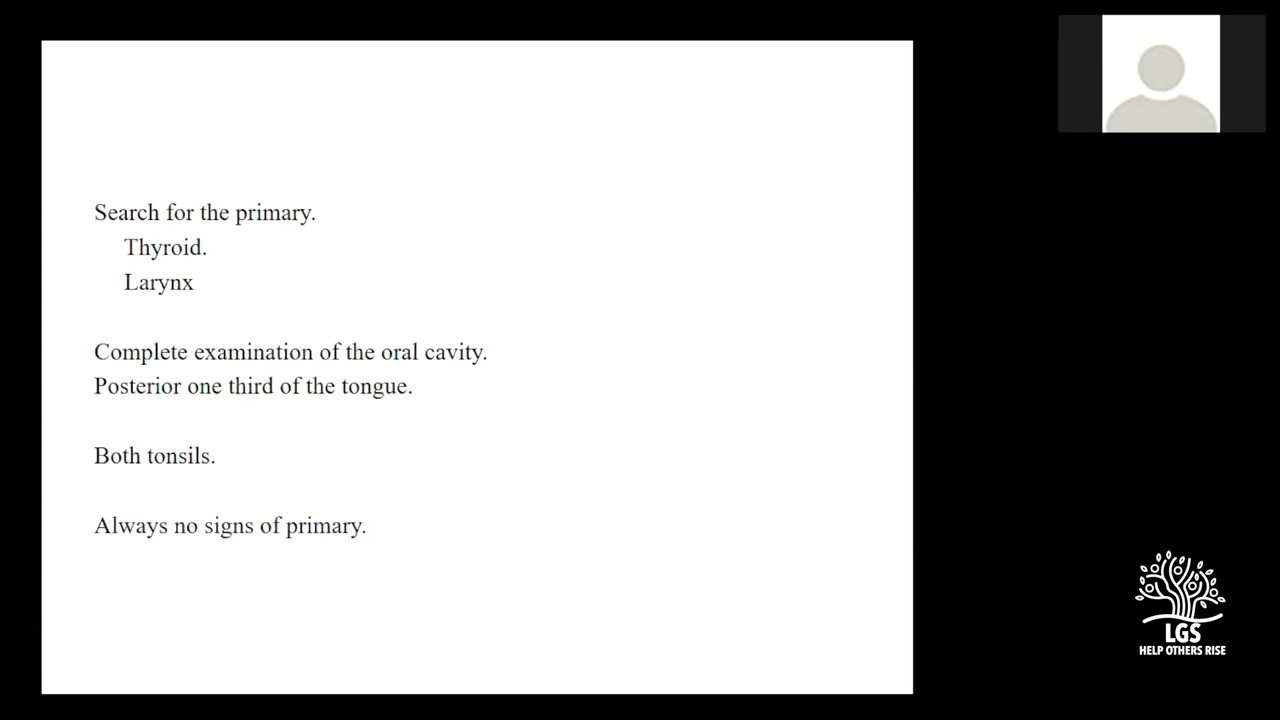 Search for the primary.
Thyroid.
Larynx
Complete examination of the oral cavity.
Posterior one third of the tongue.
Both tonsils.
Always no signs of primary.
LGS
HELP OTHERS RISE